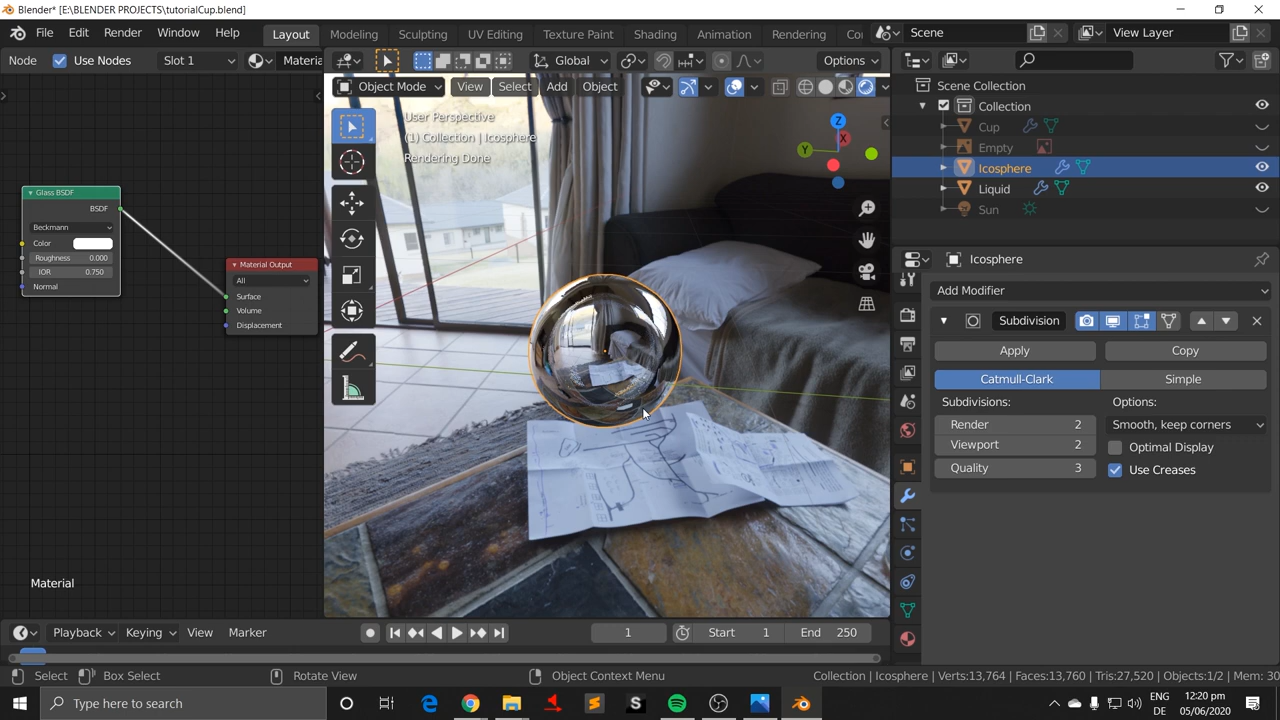 Blender* [E:\BLENDER PROJECTS\tutorialCup.blend]
File Edit Render Window Help Layout Modeling Sculpting UV Editing Texture Paint Shading Animation Rendering Scene View Layer
Node Use Nodes Slot 1 Global Options
Object Mode View Select Add Object
Scene Collection
Collection
Cup
Empty
Icosphere
Liquid
Sun
User Perspective
(1) Collection | Icosphere
Rendering Done
Z
X
Y
Glass BSDF
BSDF
Beckmann
Color
Roughness 0.000
IOR 0.750
Normal
Material Output
All
Surface
Volume
Displacement
Material
Icosphere
Add Modifier
Subdivision
Apply Copy
Catmull-Clark Simple
Subdivisions: Options:
Render 2 Smooth, keep corners
Viewport 2 Optimal Display
Quality 3 Use Creases
Playback Keying View Marker 1 Start 1 End 250
Select Box Select Rotate View Object Context Menu Collection | Icosphere | Verts:13,764 | Faces:13,760 | Tris:27,520 | Objects:1/2 | Mem: 30
Type here to search
ENG
DE
12:20 pm
05/06/2020